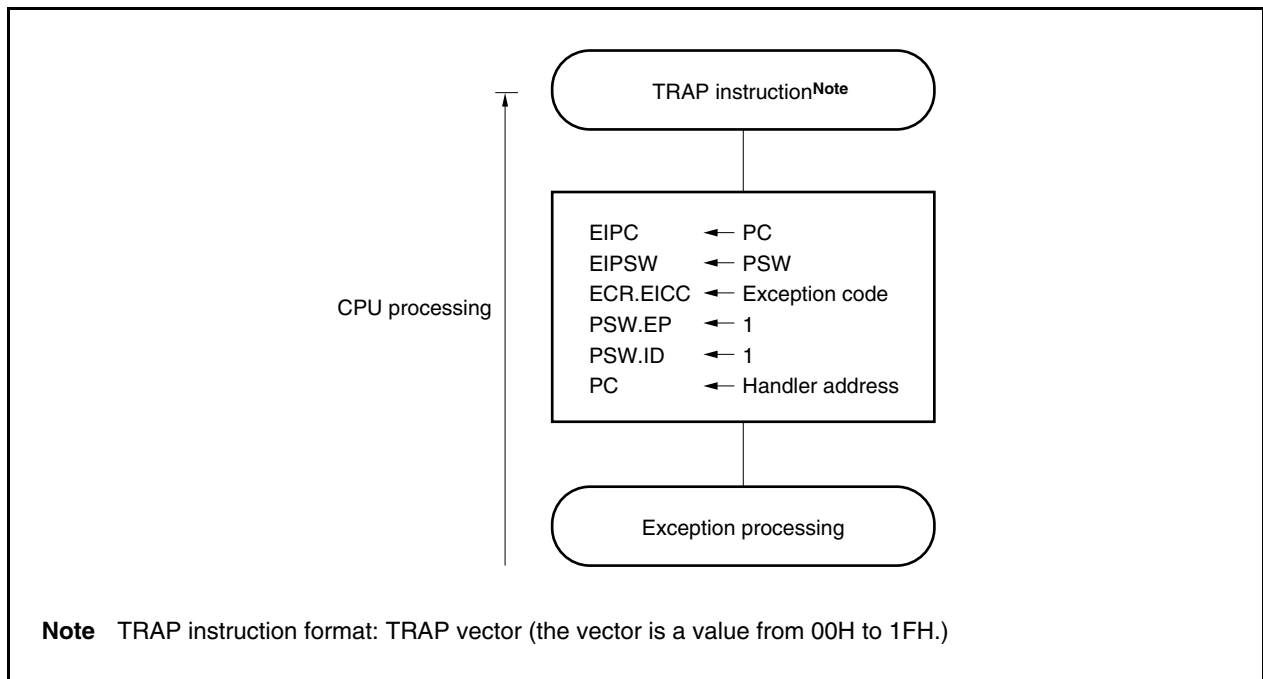 TRAP instructionNote
CPU processing
EIPC ← PC
EIPSW ← PSW
ECR.EICC ← Exception code
PSW.EP ← 1
PSW.ID ← 1
PC ← Handler address
Exception processing
Note TRAP instruction format: TRAP vector (the vector is a value from 00H to 1FH.)